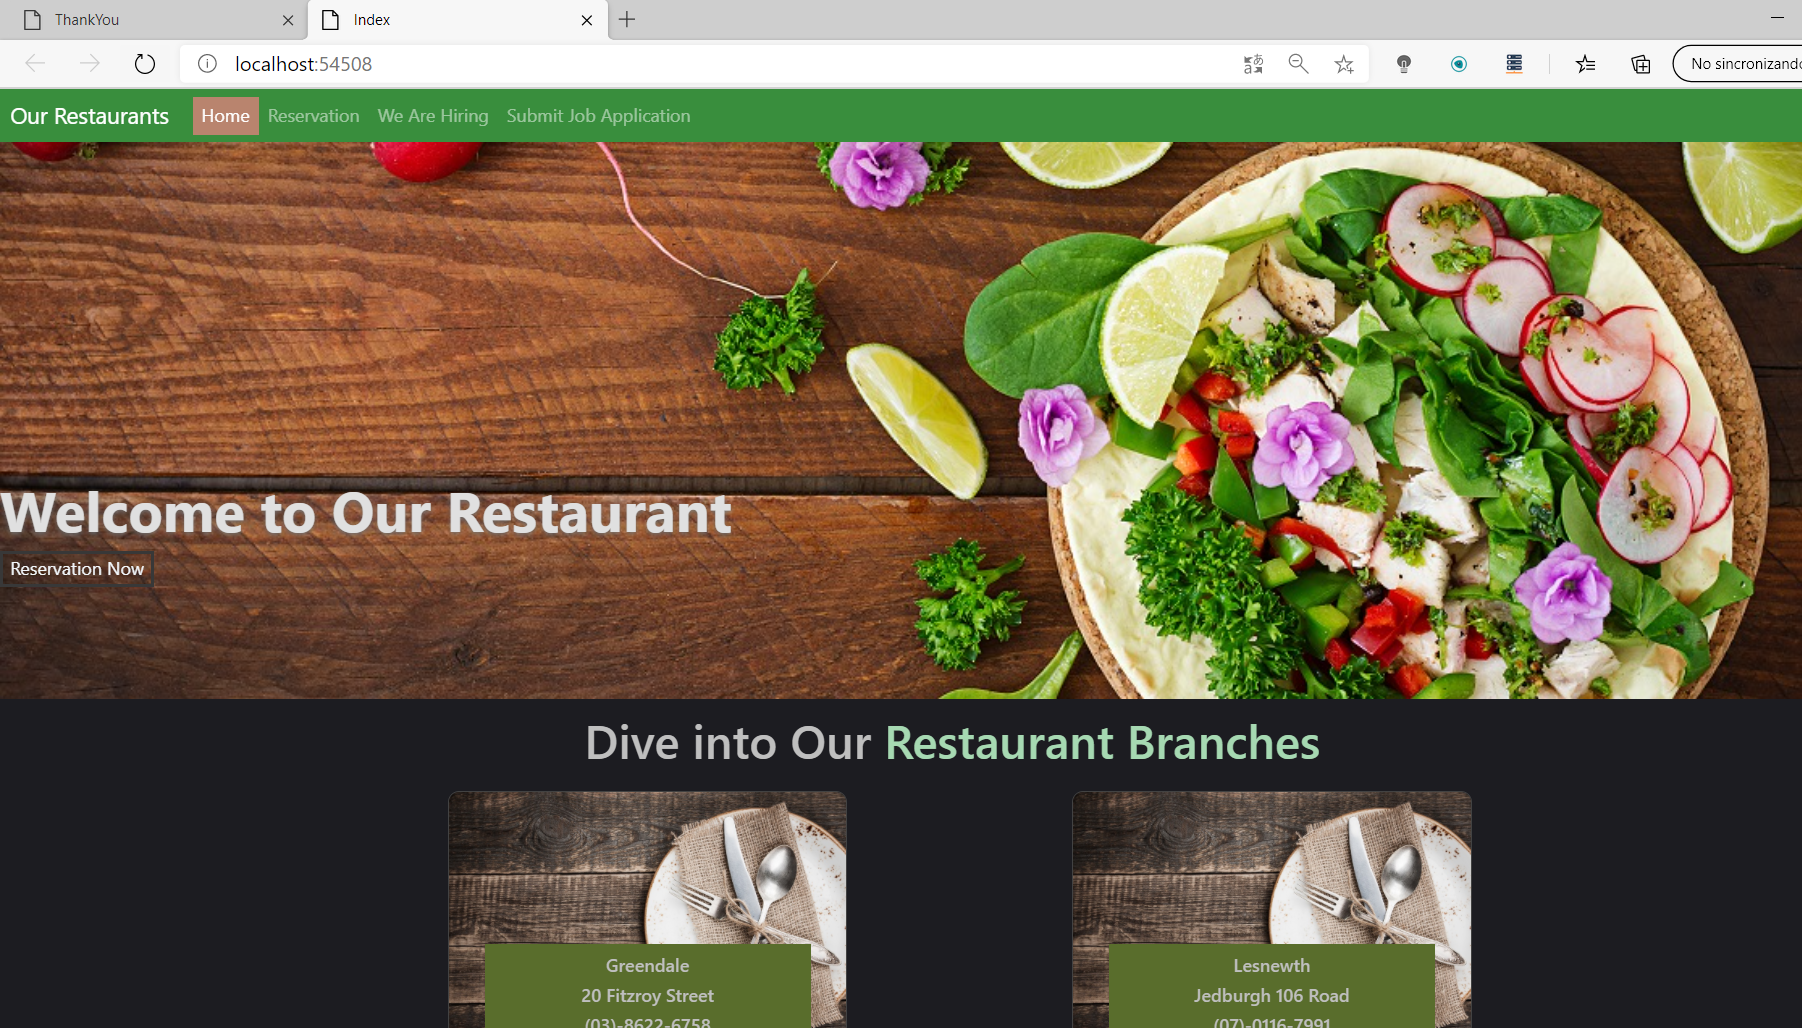 ThankYou
Index
localhost:54508
No sincronizando
Our Restaurants Home Reservation We Are Hiring Submit Job Application
Welcome to Our Restaurant
Reservation Now
Dive into Our Restaurant Branches
Greendale
20 Fitzroy Street
(03)-8622-6758
Lesnewth
Jedburgh 106 Road
(07)-0116-7991